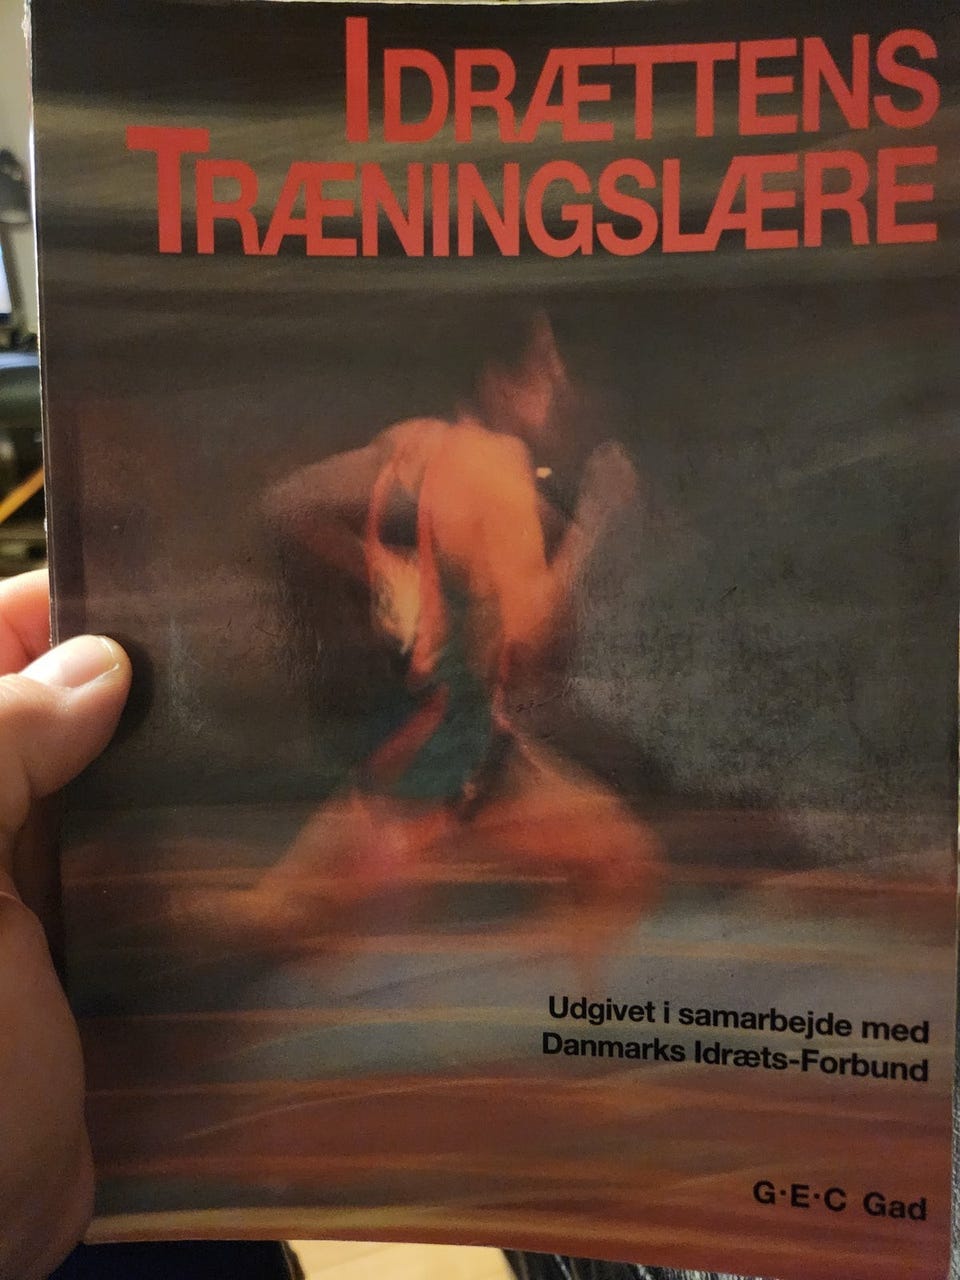 IDRÆTTENS
TRÆNINGSLÆRE
Udgivet i samarbejde med
Danmarks Idræts-Forbund
G·E·C Gad